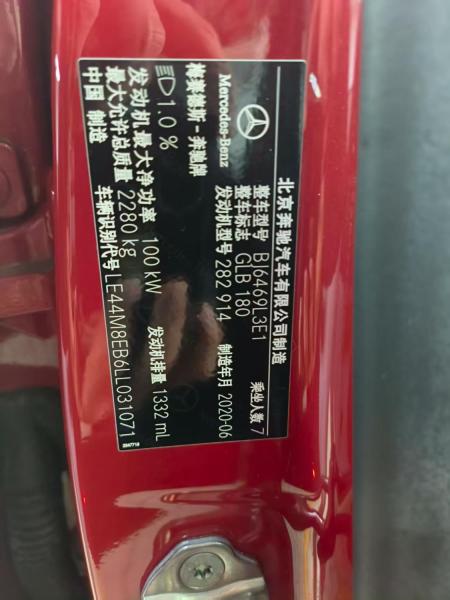 北京奔驰汽车有限公司制造
Mercedes-Benz
整车型号 BJ6469L3E1 乘坐人数 7
整车标志 GLB 180
梅赛德斯-奔驰牌 发动机型号 282 914 制造年月 2020-06
1.0 %
发动机最大净功率 100 kW 发动机排量 1332 mL
最大允许总质量 2280 kg
中国 制造 车辆识别代号 LE44M8EB6LL031071